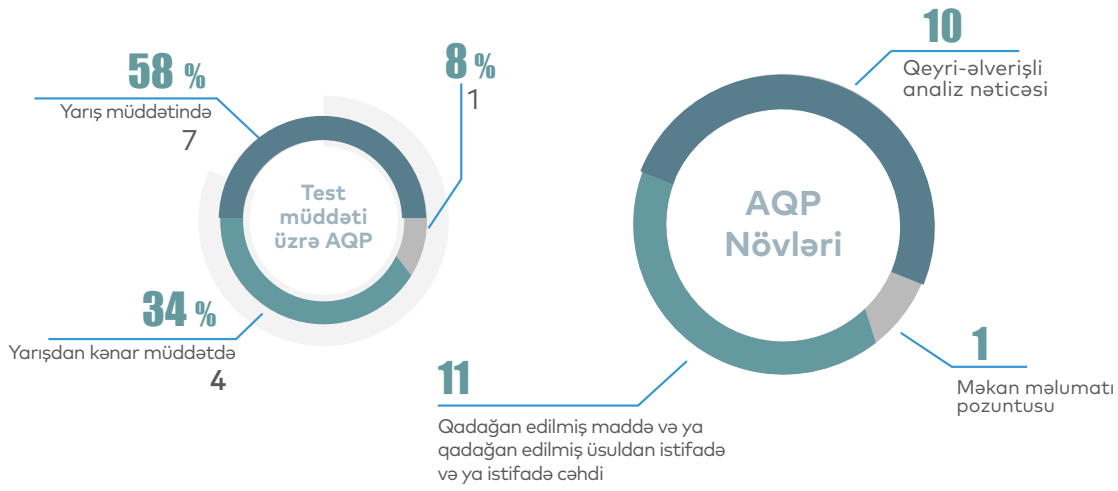 58 %
Yarış müddətində
7
8 %
1
Test
müddəti
üzrə AQP
34 %
Yarışdan kənar müddətdə
4
10
Qeyri-əlverişli
analiz nəticəsi
AQP
Növləri
1
Məkan məlumatı
pozuntusu
11
Qadağan edilmiş maddə və ya
qadağan edilmiş üsuldan istifadə
və ya istifadə cəhdi